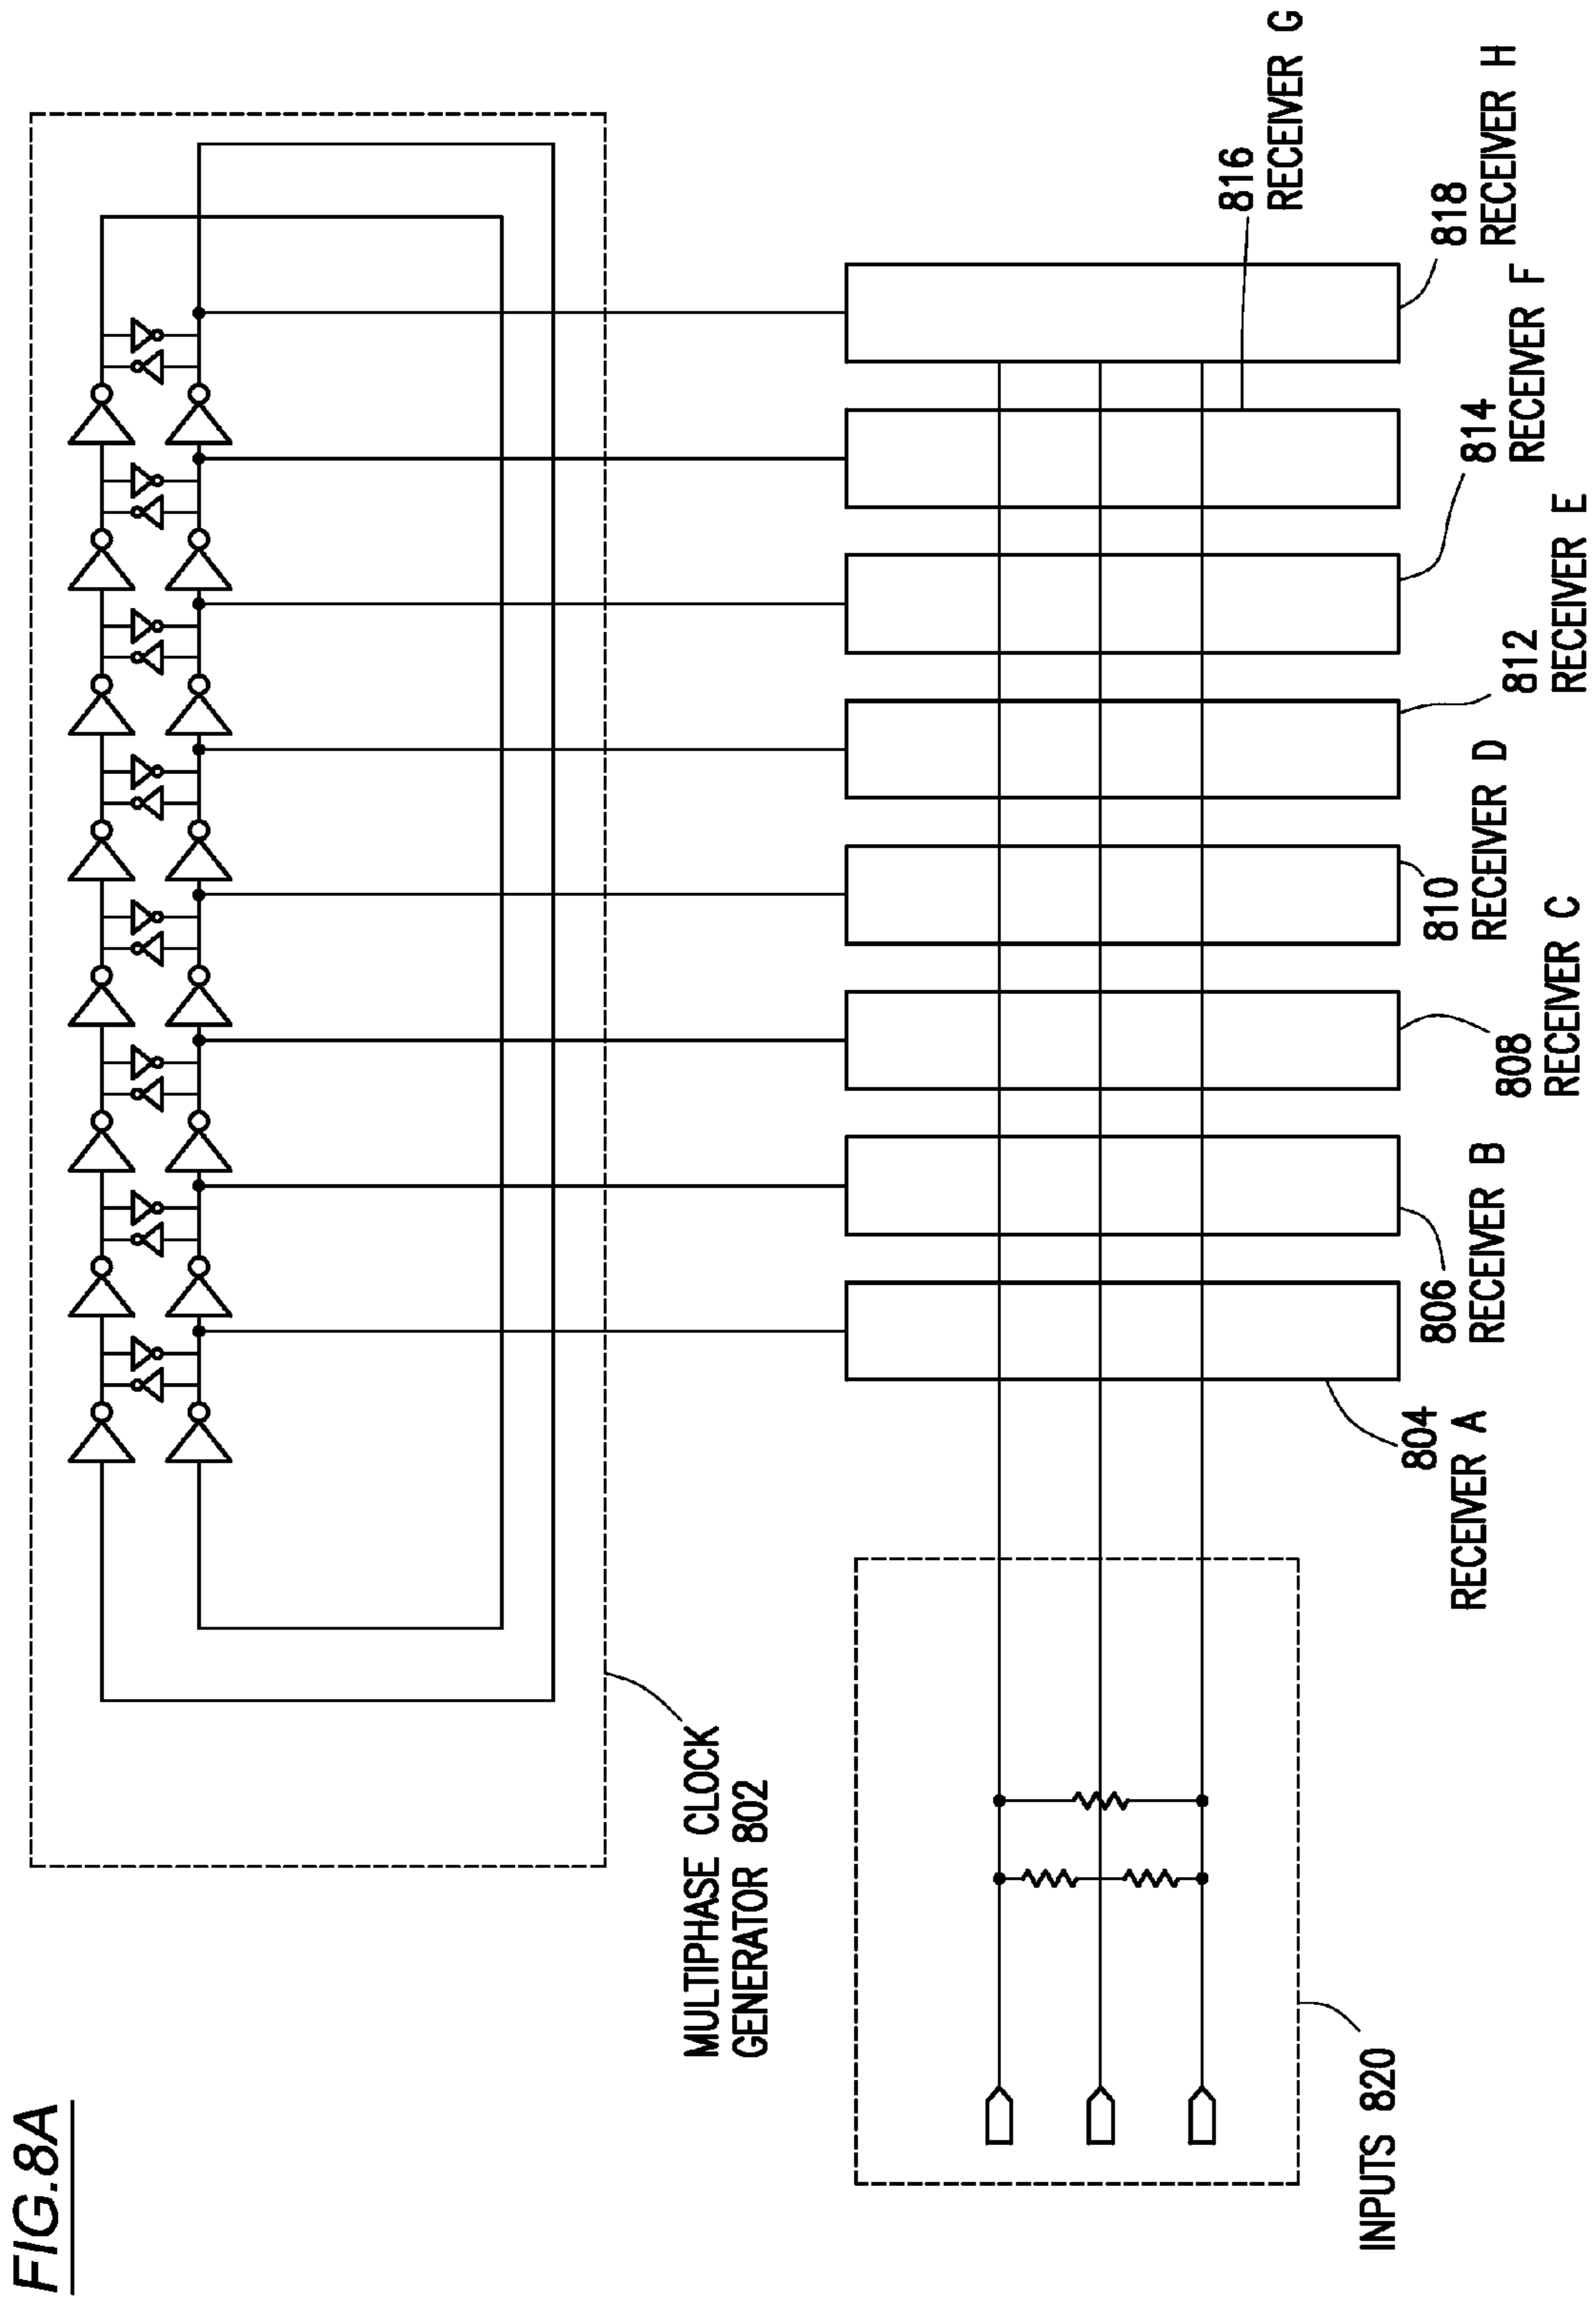 FIG.8A
MULTIPHASE CLOCK
GENERATOR 802
INPUTS 820
804
RECEIVER A
806
RECEIVER B
808
RECEIVER C
810
RECEIVER D
812
RECEIVER E
814
RECEIVER F
816
RECEIVER G
818
RECEIVER H